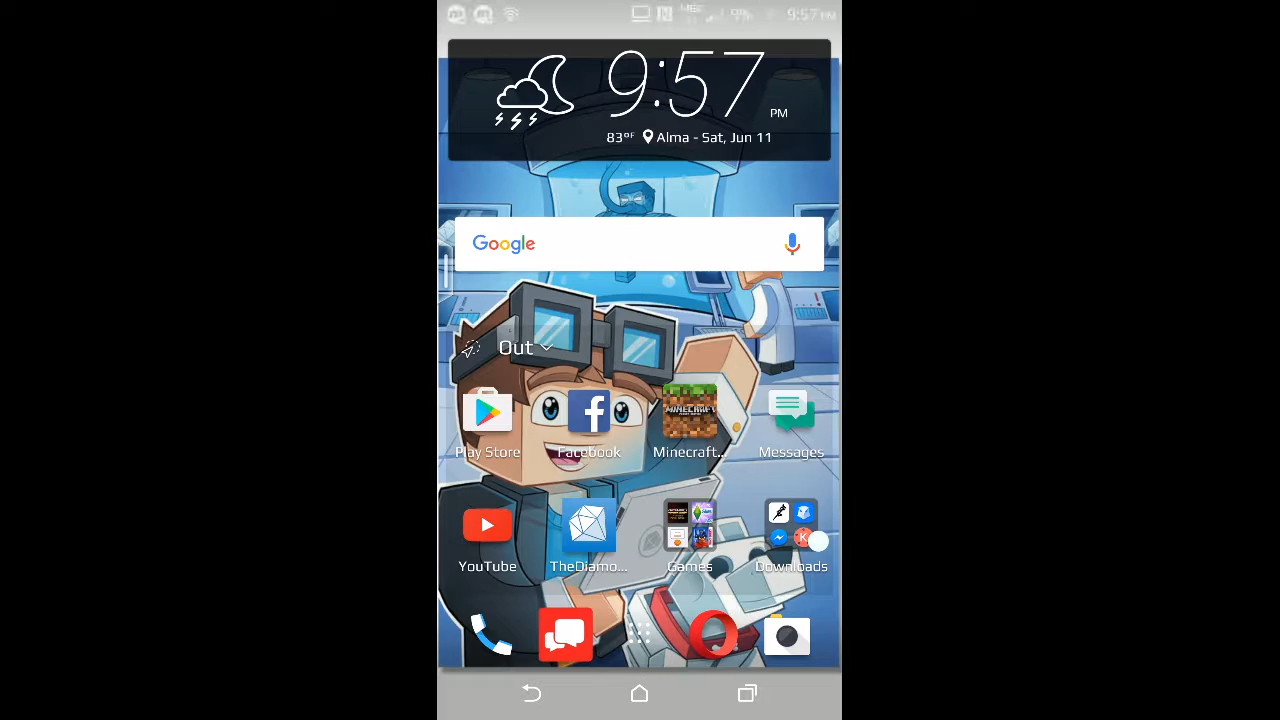 9:57 PM
9:57 PM
83°F Alma - Sat, Jun 11
Google
Out
MINECRAFT
Play Store
Facebook
Minecraft...
Messages
YouTube
TheDiamo...
Games
Downloads